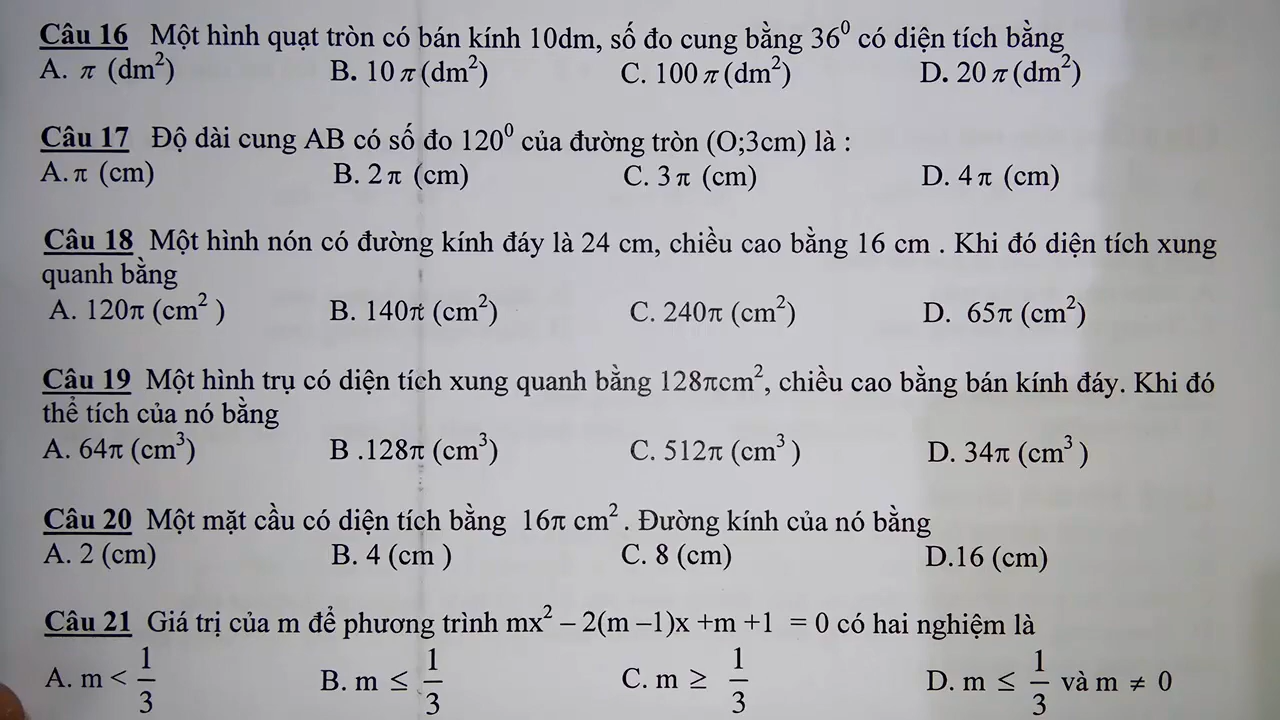 Câu 16 Một hình quạt tròn có bán kính 10dm, số đo cung bằng 36⁰ có diện tích bằng
A. π (dm²) B. 10π(dm²) C. 100π(dm²) D. 20π(dm²)
Câu 17 Độ dài cung AB có số đo 120⁰ của đường tròn (O;3cm) là :
A. π (cm) B. 2π (cm) C. 3π (cm) D. 4π (cm)
Câu 18 Một hình nón có đường kính đáy là 24 cm, chiều cao bằng 16 cm . Khi đó diện tích xung
quanh bằng
A. 120π (cm² ) B. 140π (cm²) C. 240π (cm²) D. 65π (cm²)
Câu 19 Một hình trụ có diện tích xung quanh bằng 128πcm², chiều cao bằng bán kính đáy. Khi đó
thể tích của nó bằng
A. 64π (cm³) B .128π (cm³) C. 512π (cm³ ) D. 34π (cm³ )
Câu 20 Một mặt cầu có diện tích bằng 16π cm² . Đường kính của nó bằng
A. 2 (cm) B. 4 (cm ) C. 8 (cm) D.16 (cm)
Câu 21 Giá trị của m để phương trình mx² – 2(m –1)x +m +1 = 0 có hai nghiệm là
A. m < 1/3 B. m ≤ 1/3 C. m ≥ 1/3 D. m ≤ 1/3 và m ≠ 0